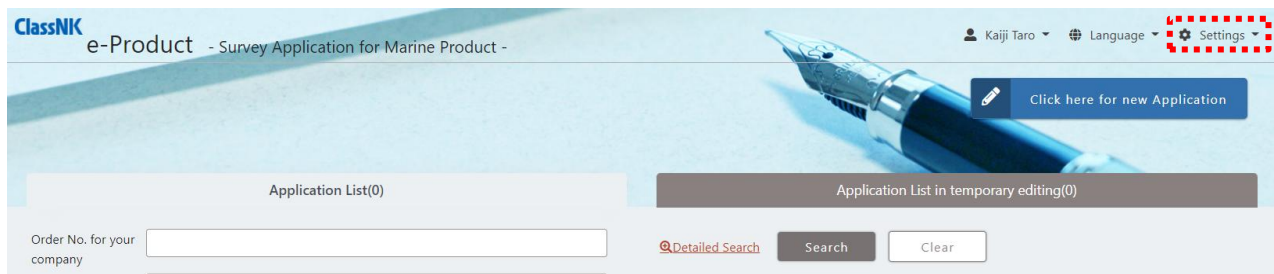 ClassNK
e-Product - Survey Application for Marine Product -
Kaiji Taro
Language
Settings
Click here for new Application
Application List(0)
Application List in temporary editing(0)
Order No. for your
company
Detailed Search
Search
Clear